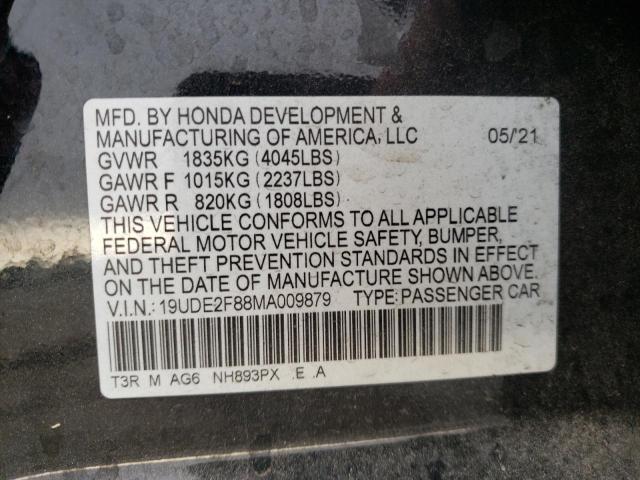 MFD. BY HONDA DEVELOPMENT &
MANUFACTURING OF AMERICA, LLC 05/'21
GVWR 1835KG (4045LBS)
GAWR F 1015KG (2237LBS)
GAWR R 820KG (1808LBS)
THIS VEHICLE CONFORMS TO ALL APPLICABLE
FEDERAL MOTOR VEHICLE SAFETY, BUMPER,
AND THEFT PREVENTION STANDARDS IN EFFECT
ON THE DATE OF MANUFACTURE SHOWN ABOVE.
V.I.N.: 19UDE2F88MA009879 TYPE: PASSENGER CAR
T3R M AG6 NH893PX .E .A